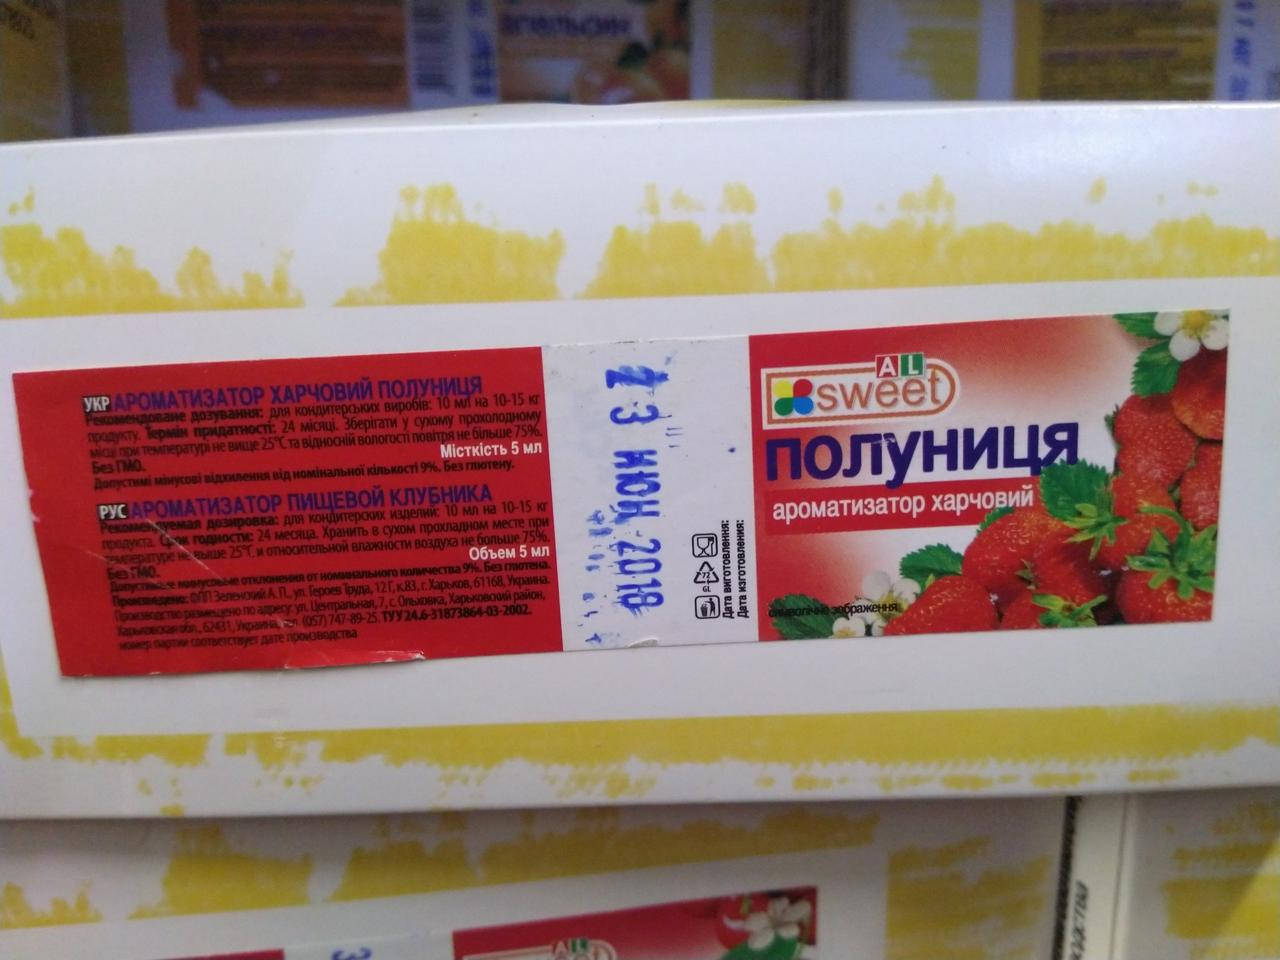 апельсин
УКР АРОМАТИЗАТОР ХАРЧОВИЙ ПОЛУНИЦЯ
Рекомендоване дозування: для кондитерських виробів: 10 мл на 10-15 кг
продукту. Термін придатності: 24 місяці. Зберігати у сухому прохолодному
місці при температурі не вище 25°С та відносній вологості повітря не більше 75%.
Без ГМО.
Місткість 5 мл
Допустимі мінусові відхилення від номінальної кількості 9%. Без глютену.
РУС АРОМАТИЗАТОР ПИЩЕВОЙ КЛУБНИКА
Рекомендуемая дозировка: для кондитерских изделий: 10 мл на 10-15 кг
продукта. Срок годности: 24 месяца. Хранить в сухом прохладном месте при
температуре не выше 25°С и относительной влажности воздуха не больше 75%.
Без ГМО.
Объем 5 мл
Допустимые минусовые отклонения от номинального количества 9%. Без глютена.
Произведено: ФЛП Зеленский А.П., ул. Героев Труда, 12Г, к.83, г. Харьков, 61168, Украина.
Производство размещено по адресу: ул. Центральная, 7, с. Ольховка, Харьковский район,
Харьковская обл., 62431, Украина, тел. (057) 747-89-25. ТУ У 24.6-31873864-03-2002.
номер партии соответствует дате производства
23 ИЮН 2018
72
GL
Дата виготовлення:
Дата изготовления:
AL
sweet
полуниця
ароматизатор харчовий
символічне зображення